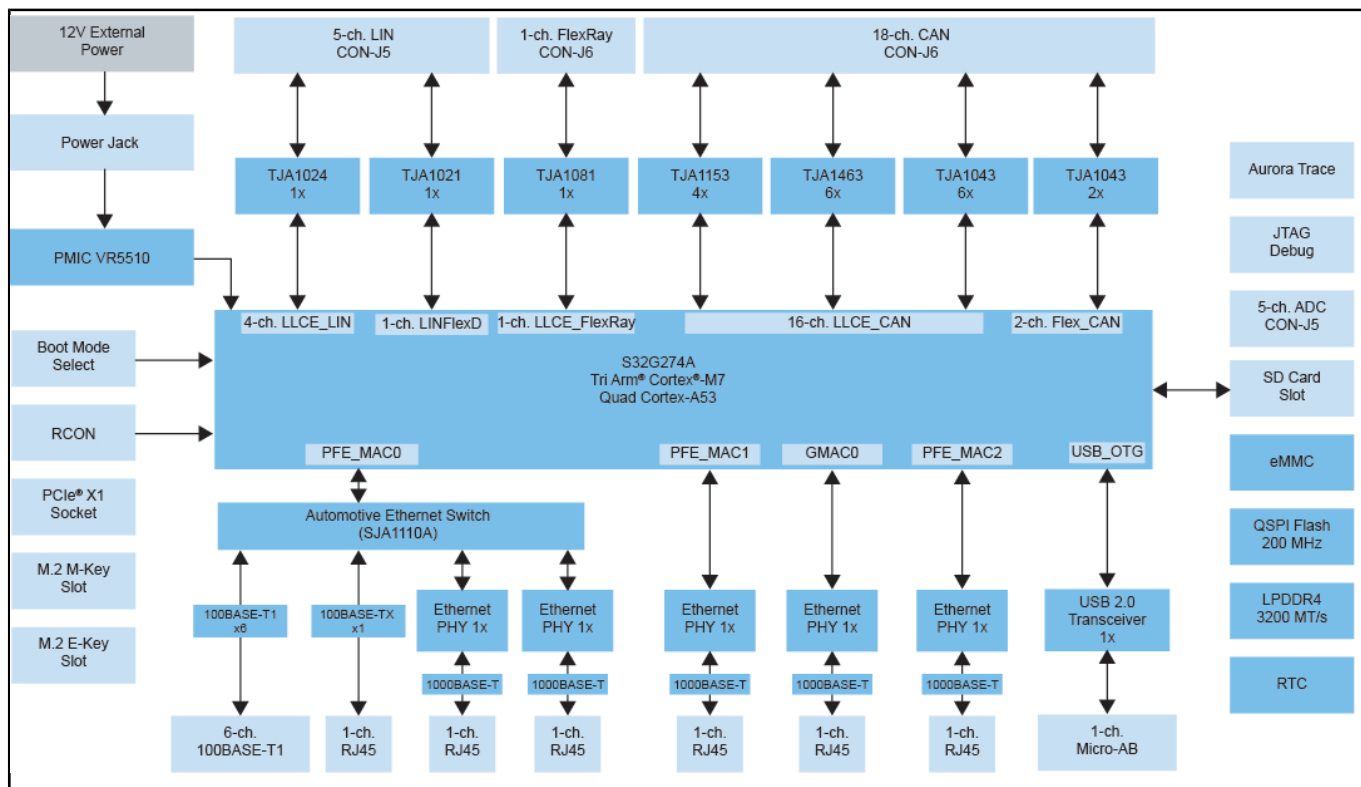 12V External
Power
5-ch. LIN
CON-J5
1-ch. FlexRay
CON-J6
18-ch. CAN
CON-J6
Power Jack
TJA1024
1x
TJA1021
1x
TJA1081
1x
TJA1153
4x
TJA1463
6x
TJA1043
6x
TJA1043
2x
Aurora Trace
PMIC VR5510
JTAG
Debug
4-ch. LLCE_LIN
1-ch. LINFlexD
1-ch. LLCE_FlexRay
16-ch. LLCE_CAN
2-ch. Flex_CAN
5-ch. ADC
CON-J5
Boot Mode
Select
S32G274A
Tri Arm® Cortex®-M7
Quad Cortex-A53
SD Card
Slot
RCON
PFE_MAC0
PFE_MAC1
GMAC0
PFE_MAC2
USB_OTG
eMMC
PCIe® X1
Socket
Automotive Ethernet Switch
(SJA1110A)
QSPI Flash
200 MHz
M.2 M-Key
Slot
100BASE-T1
x6
100BASE-TX
x1
Ethernet
PHY 1x
Ethernet
PHY 1x
Ethernet
PHY 1x
Ethernet
PHY 1x
Ethernet
PHY 1x
USB 2.0
Transceiver
1x
LPDDR4
3200 MT/s
M.2 E-Key
Slot
1000BASE-T
1000BASE-T
1000BASE-T
1000BASE-T
1000BASE-T
RTC
6-ch.
100BASE-T1
1-ch.
RJ45
1-ch.
RJ45
1-ch.
RJ45
1-ch.
RJ45
1-ch.
RJ45
1-ch.
RJ45
1-ch.
Micro-AB